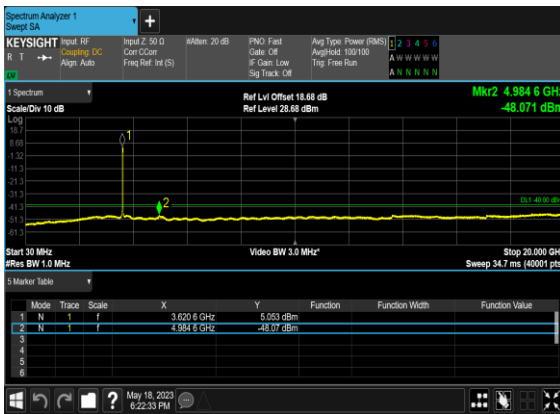 Spectrum Analyzer 1
Swept SA
+
KEYSIGHT
R T
LV
Input: RF
Coupling: DC
Align: Auto
Input Z: 50 Ω
Corr CCorr
Freq Ref: Int (S)
#Atten: 20 dB
PNO: Fast
Gate: Off
IF Gain: Low
Sig Track: Off
Avg Type: Power (RMS)
Avg|Hold: 100/100
Trig: Free Run
1 2 3 4 5 6
A W W W W W
A N N N N N
1 Spectrum
Scale/Div 10 dB
Ref Lvl Offset 18.68 dB
Ref Level 28.68 dBm
Mkr2 4.984 6 GHz
-48.071 dBm
Log
18.7
8.68
-1.32
-11.3
-21.3
-31.3
-41.3
-51.3
-61.3
1
2
DL1 -40.00 dBm
Start 30 MHz
#Res BW 1.0 MHz
Video BW 3.0 MHz*
Stop 20.000 GHz
Sweep 34.7 ms (40001 pts)
5 Marker Table
Mode Trace Scale X Y Function Function Width Function Value
1 N 1 f 3.620 6 GHz 5.053 dBm
2 N 1 f 4.984 6 GHz -48.07 dBm
3
4
5
6
?
May 18, 2023
6:22:33 PM